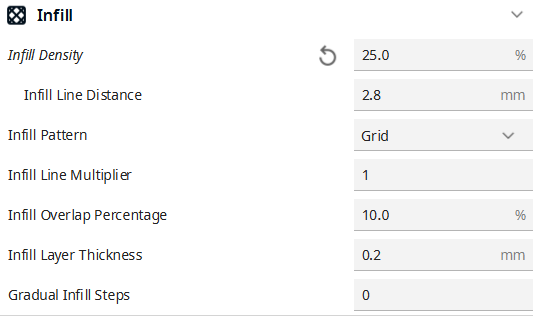 Infill
Infill Density 25.0 %
Infill Line Distance 2.8 mm
Infill Pattern Grid
Infill Line Multiplier 1
Infill Overlap Percentage 10.0 %
Infill Layer Thickness 0.2 mm
Gradual Infill Steps 0